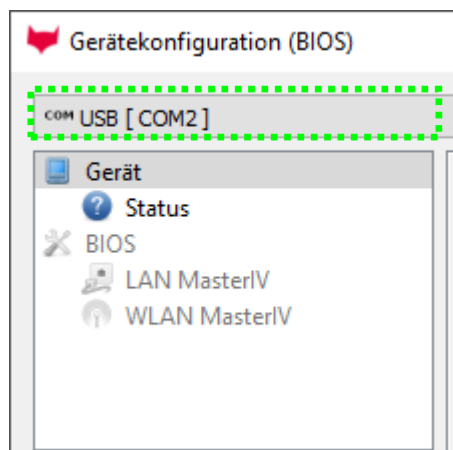 Gerätekonfiguration (BIOS)
COM USB [ COM2 ]
Gerät
? Status
BIOS
LAN MasterIV
WLAN MasterIV